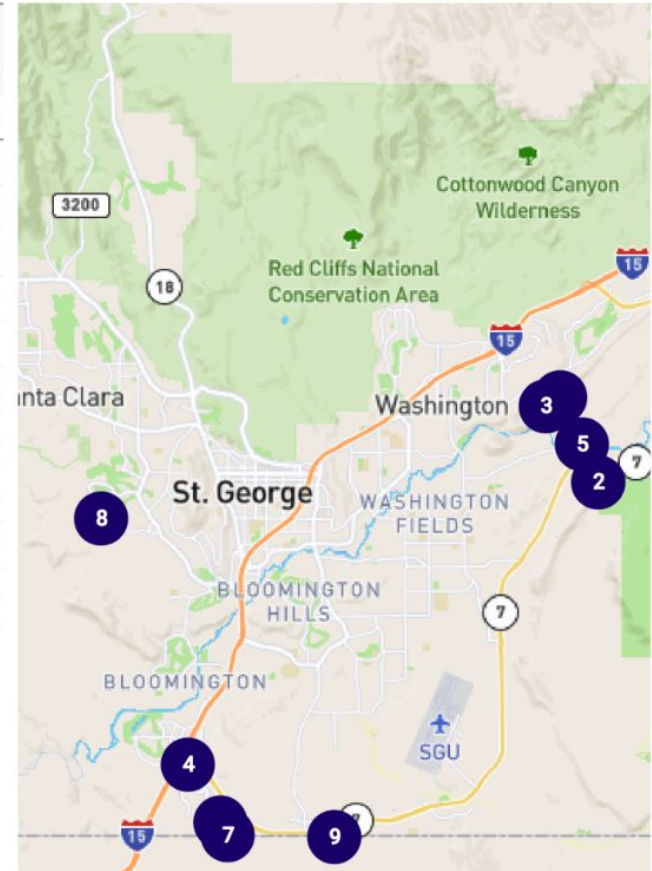 3200
Cottonwood Canyon
Wilderness
Red Cliffs National
Conservation Area
15
18
15
nta Clara
Washington
3
5
7
2
St. George
WASHINGTON
FIELDS
8
BLOOMINGTON
HILLS
7
BLOOMINGTON
SGU
4
15
7
9